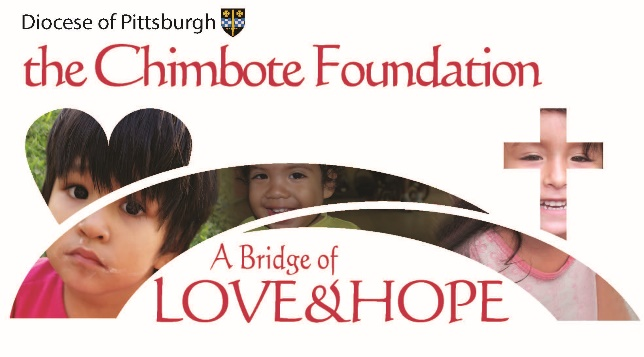 Diocese of Pittsburgh
the Chimbote Foundation
A Bridge of
LOVE&HOPE